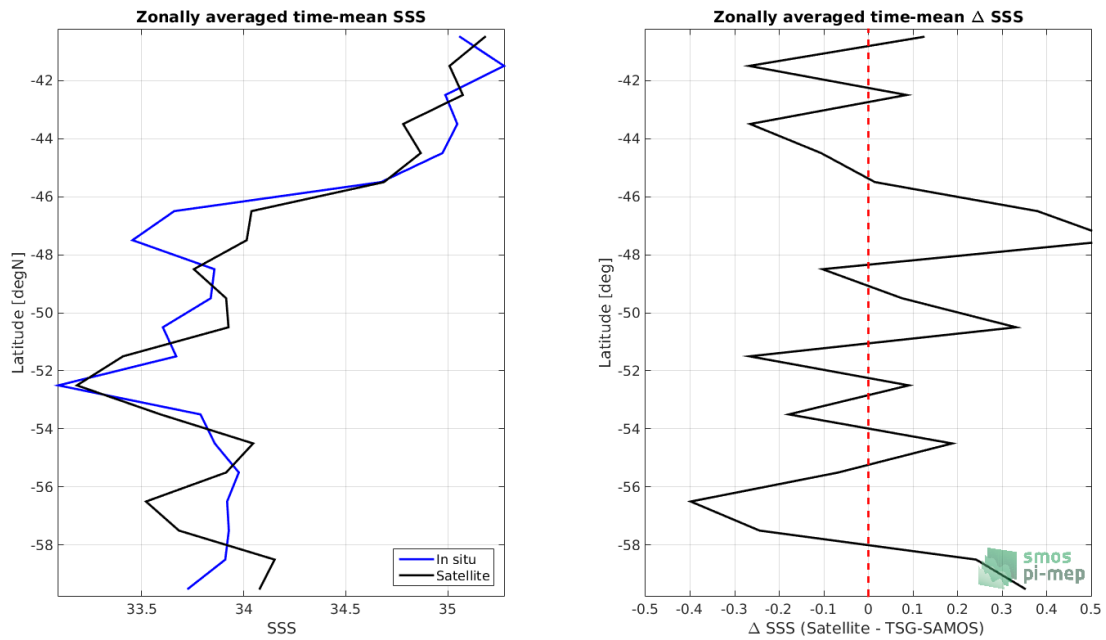 Zonally averaged time-mean SSS
Latitude [degN]
-42
-44
-46
-48
-50
-52
-54
-56
-58
33.5 34 34.5 35
SSS
In situ
Satellite
Zonally averaged time-mean Δ SSS
Latitude [deg]
-42
-44
-46
-48
-50
-52
-54
-56
-58
-0.5 -0.4 -0.3 -0.2 -0.1 0 0.1 0.2 0.3 0.4 0.5
Δ SSS (Satellite - TSG-SAMOS)
smos
pi-mep